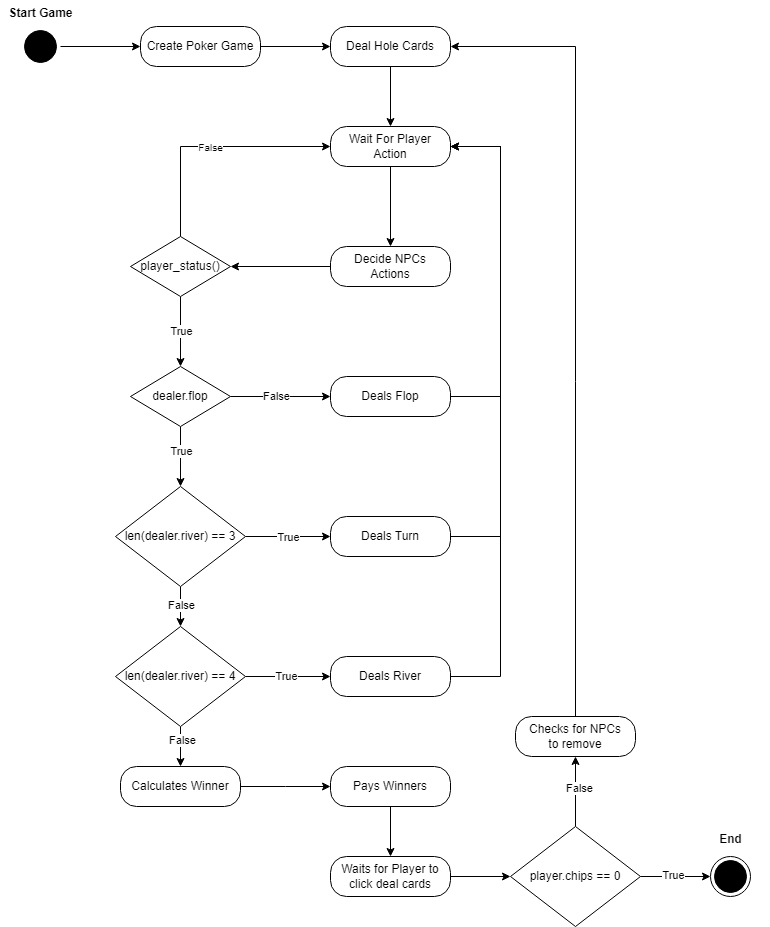 Start Game
Create Poker Game
Deal Hole Cards
Wait For Player
Action
False
player_status()
Decide NPCs
Actions
True
dealer.flop
False
Deals Flop
True
len(dealer.river) == 3
True
Deals Turn
False
len(dealer.river) == 4
True
Deals River
False
Checks for NPCs
to remove
Calculates Winner
Pays Winners
False
End
Waits for Player to
click deal cards
player.chips == 0
True